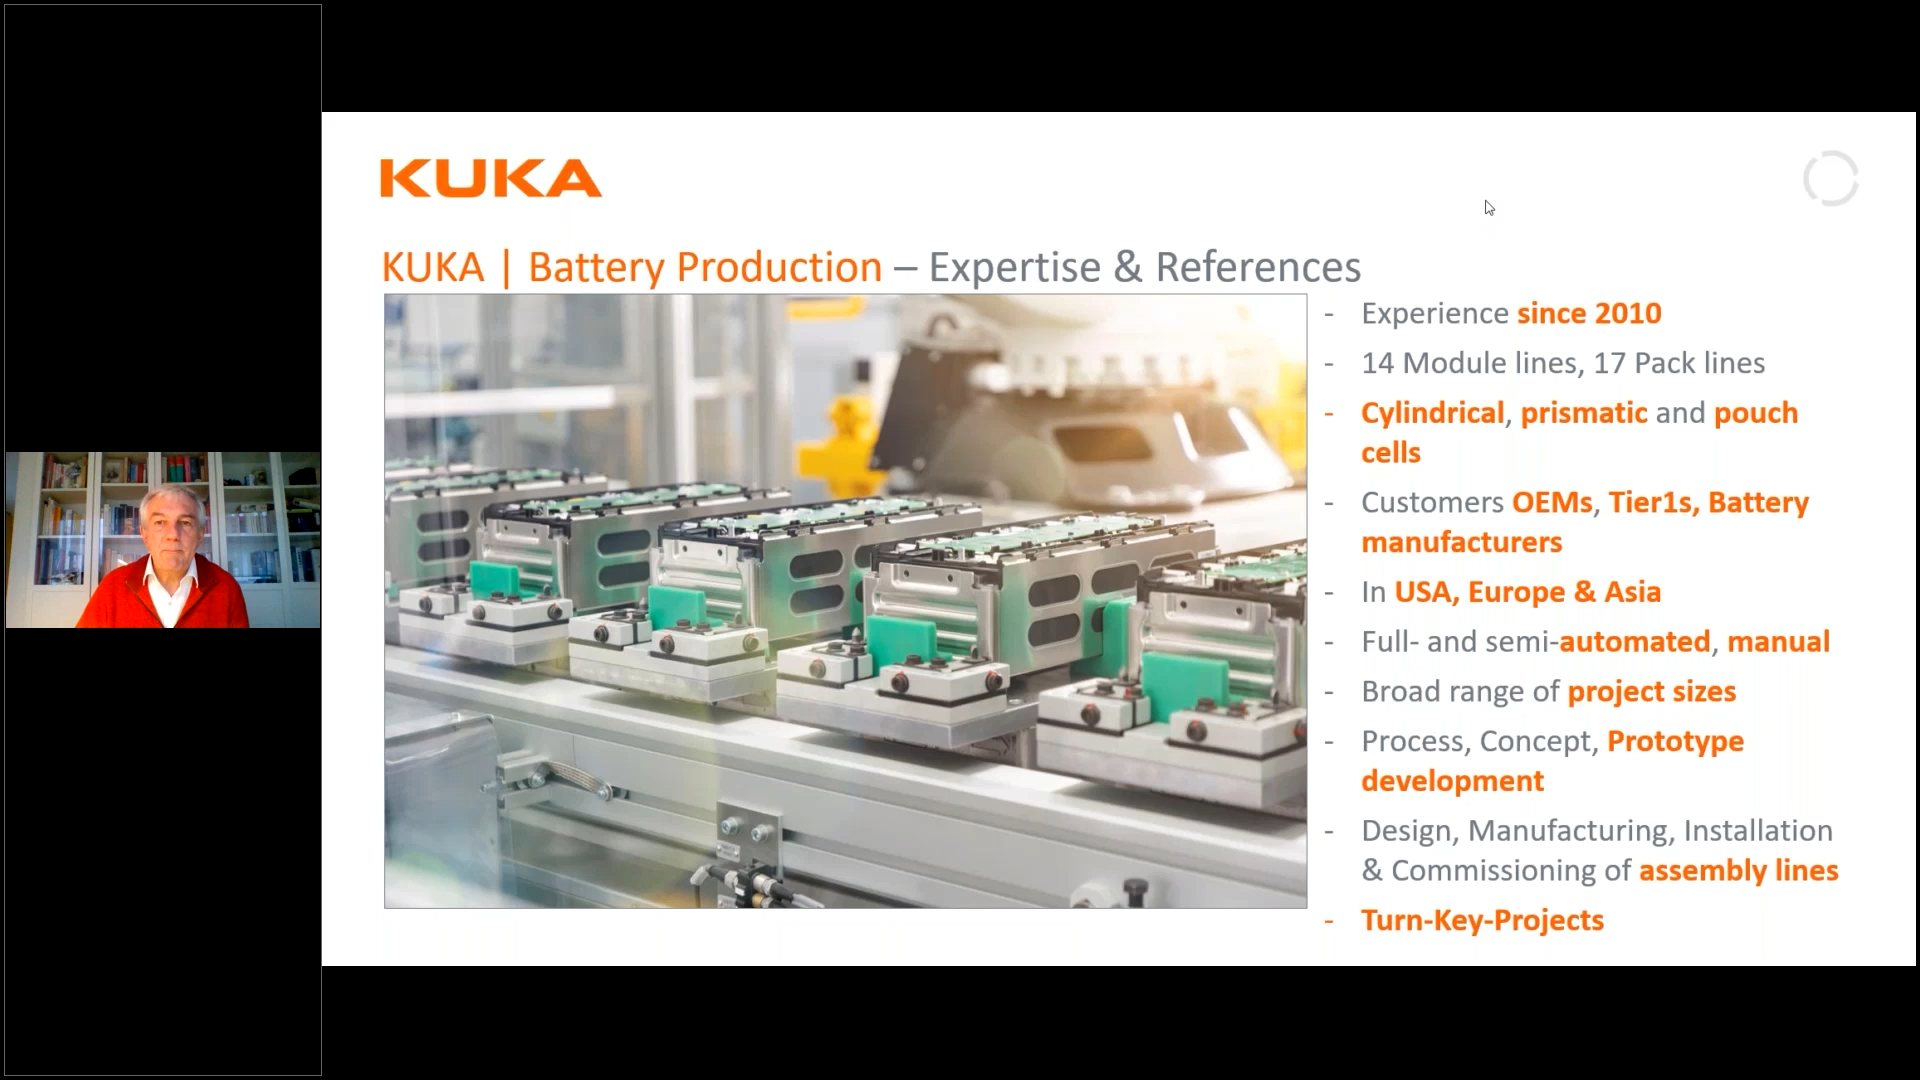 KUKA
KUKA | Battery Production – Expertise & References
- Experience since 2010
- 14 Module lines, 17 Pack lines
- Cylindrical, prismatic and pouch
cells
- Customers OEMs, Tier1s, Battery
manufacturers
- In USA, Europe & Asia
- Full- and semi-automated, manual
- Broad range of project sizes
- Process, Concept, Prototype
development
- Design, Manufacturing, Installation
& Commissioning of assembly lines
- Turn-Key-Projects